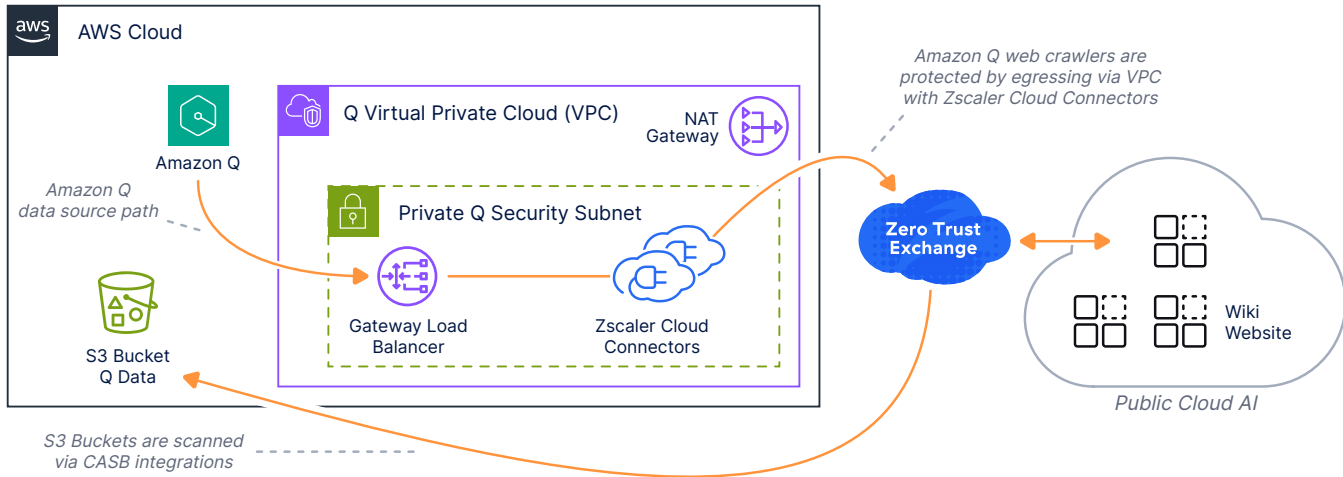 aws
AWS Cloud
Amazon Q web crawlers are
protected by egressing via VPC
with Zscaler Cloud Connectors
Q Virtual Private Cloud (VPC)
NAT
Gateway
Amazon Q
Amazon Q
data source path
Private Q Security Subnet
Zero Trust
Exchange
Gateway Load
Balancer
Zscaler Cloud
Connectors
Wiki
Website
S3 Bucket
Q Data
Public Cloud AI
S3 Buckets are scanned
via CASB integrations